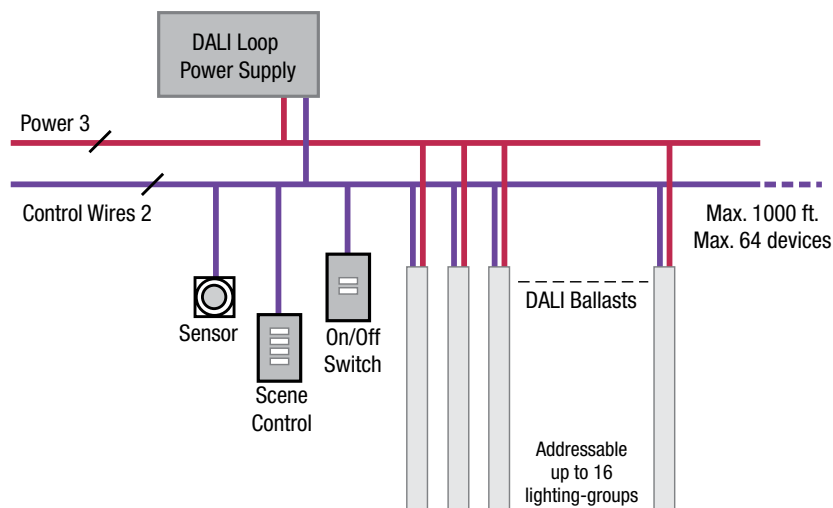 DALI Loop
Power Supply
Power 3
Control Wires 2
Max. 1000 ft.
Max. 64 devices
Sensor
On/Off
Switch
DALI Ballasts
Scene
Control
Addressable
up to 16
lighting-groups